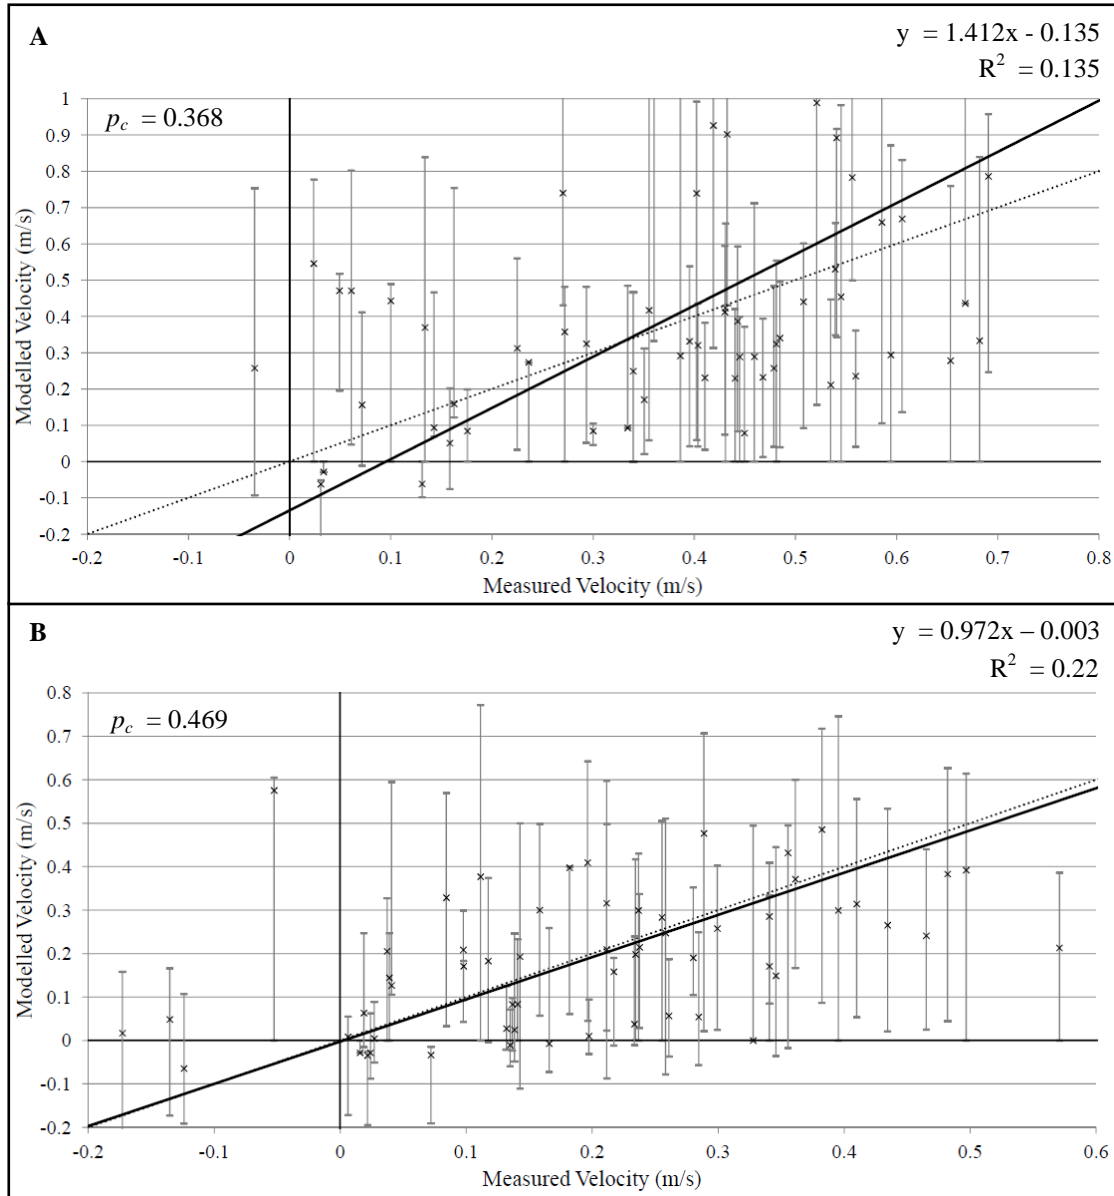 A
y = 1.412x - 0.135
R² = 0.135
p_c = 0.368
1
0.9
0.8
0.7
0.6
0.5
0.4
0.3
0.2
0.1
0
-0.1
-0.2
Modelled Velocity (m/s)
-0.2 -0.1 0 0.1 0.2 0.3 0.4 0.5 0.6 0.7 0.8
Measured Velocity (m/s)
B
y = 0.972x – 0.003
R² = 0.22
p_c = 0.469
0.8
0.7
0.6
0.5
0.4
0.3
0.2
0.1
0
-0.1
-0.2
Modelled Velocity (m/s)
-0.2 -0.1 0 0.1 0.2 0.3 0.4 0.5 0.6
Measured Velocity (m/s)